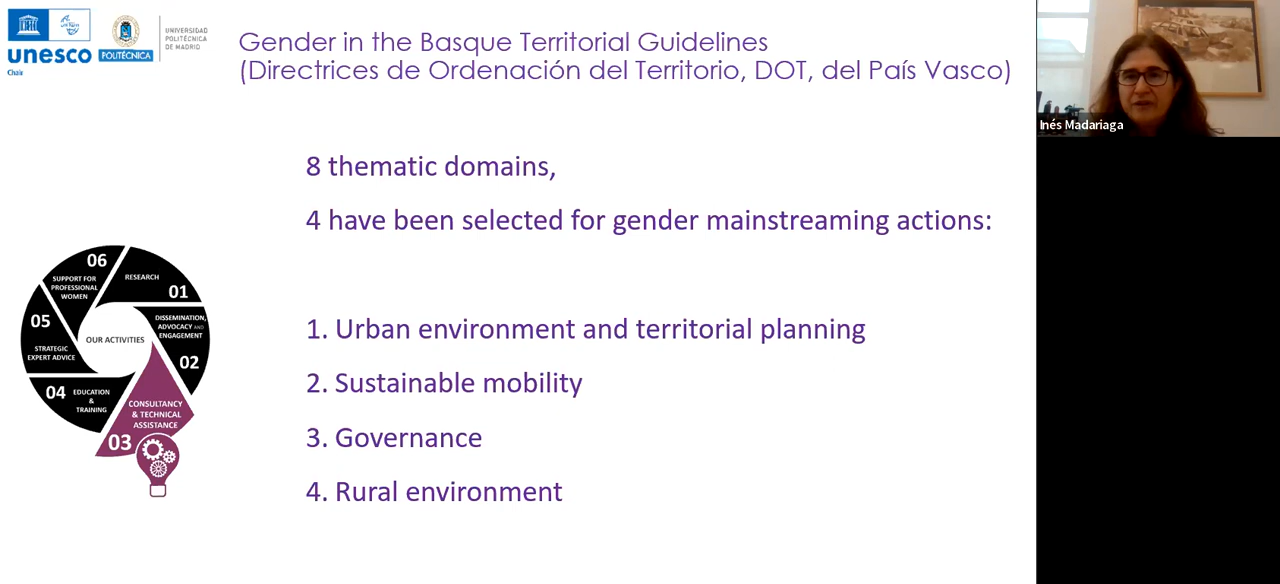 unesco
Chair
POLITÉCNICA
UNIVERSIDAD
POLITÉCNICA
DE MADRID
Gender in the Basque Territorial Guidelines
(Directrices de Ordenación del Territorio, DOT, del País Vasco)
Inés Madariaga
8 thematic domains,
4 have been selected for gender mainstreaming actions:
1. Urban environment and territorial planning
2. Sustainable mobility
3. Governance
4. Rural environment
OUR ACTIVITIES
RESEARCH
01
DISSEMINATION,
ADVOCACY AND
ENGAGEMENT
02
CONSULTANCY
& TECHNICAL
ASSISTANCE
03
04
EDUCATION
&
TRAINING
05
STRATEGIC
EXPERT ADVICE
06
SUPPORT FOR
PROFESSIONAL
WOMEN